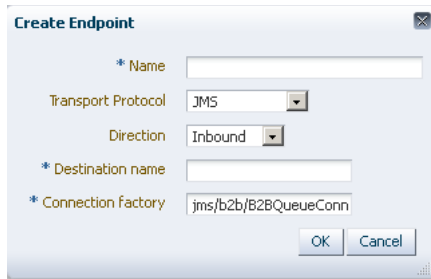 Create Endpoint
* Name
Transport Protocol JMS
Direction Inbound
* Destination name
* Connection factory jms/b2b/B2BQueueConn
OK Cancel